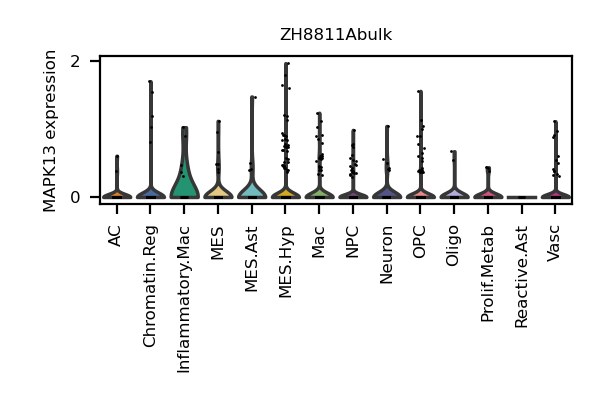 ZH8811Abulk
MAPK13 expression
2
0
AC
Chromatin.Reg
Inflammatory.Mac
MES
MES.Ast
MES.Hyp
Mac
NPC
Neuron
OPC
Oligo
Prolif.Metab
Reactive.Ast
Vasc